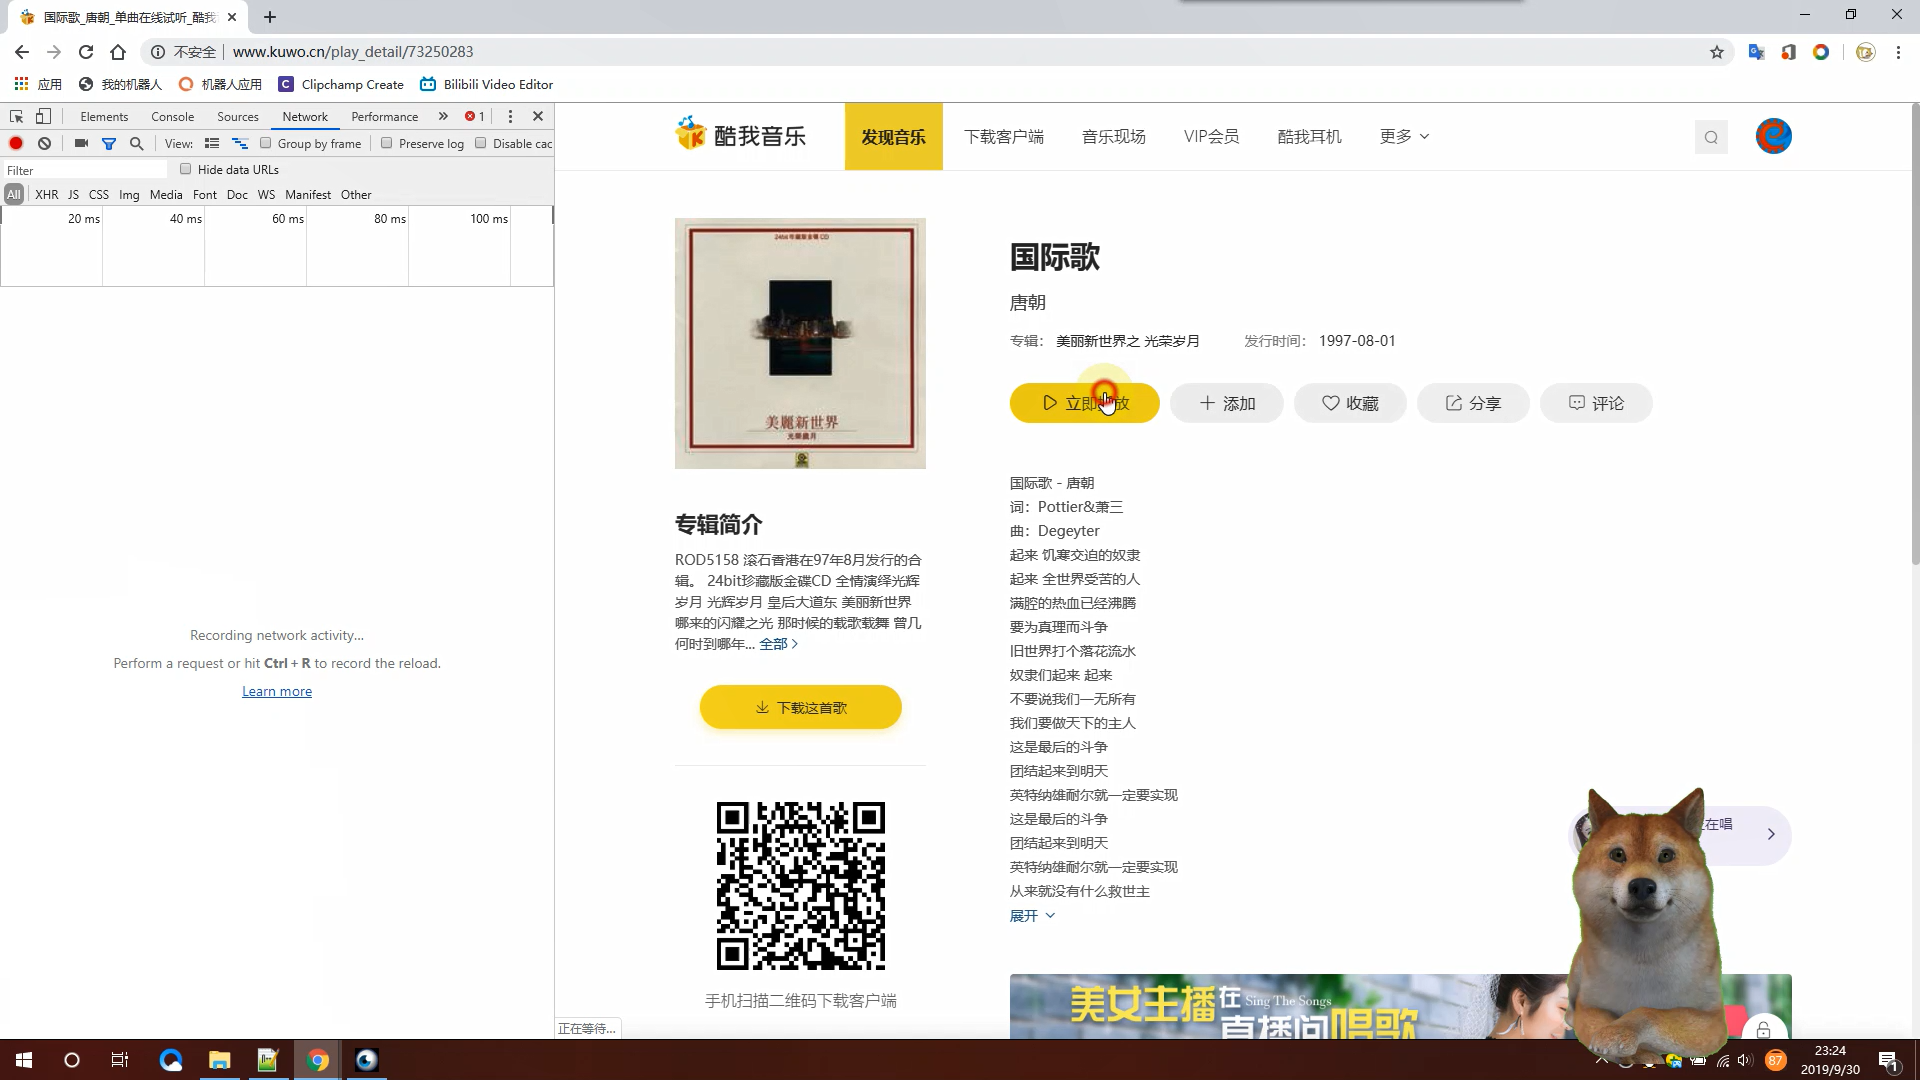 国际歌_唐朝_单曲在线试听_酷我
不安全 www.kuwo.cn/play_detail/73250283
应用 我的机器人 机器人应用 Clipchamp Create Bilibili Video Editor
Elements Console Sources Network Performance » 1
View: Group by frame Preserve log Disable cac
Filter Hide data URLs
All XHR JS CSS Img Media Font Doc WS Manifest Other
20 ms 40 ms 60 ms 80 ms 100 ms
Recording network activity...
Perform a request or hit Ctrl + R to record the reload.
Learn more
酷我音乐 发现音乐 下载客户端 音乐现场 VIP会员 酷我耳机 更多
24bit珍藏版金碟CD
美麗新世界
光榮歲月
国际歌
唐朝
专辑： 美丽新世界之 光荣岁月 发行时间： 1997-08-01
立即放 添加 收藏 分享 评论
专辑简介
ROD5158 滚石香港在97年8月发行的合
辑。 24bit珍藏版金碟CD 全情演绎光辉
岁月 光辉岁月 皇后大道东 美丽新世界
哪来的闪耀之光 那时候的载歌载舞 曾几
何时到哪年... 全部
下载这首歌
手机扫描二维码下载客户端
国际歌 - 唐朝
词：Pottier&萧三
曲：Degeyter
起来 饥寒交迫的奴隶
起来 全世界受苦的人
满腔的热血已经沸腾
要为真理而斗争
旧世界打个落花流水
奴隶们起来 起来
不要说我们一无所有
我们要做天下的主人
这是最后的斗争
团结起来到明天
英特纳雄耐尔就一定要实现
这是最后的斗争
团结起来到明天
英特纳雄耐尔就一定要实现
从来就没有什么救世主
展开
在唱
美女主播在 Sing The Songs
直播间唱歌
正在等待...
87
23:24
2019/9/30
1